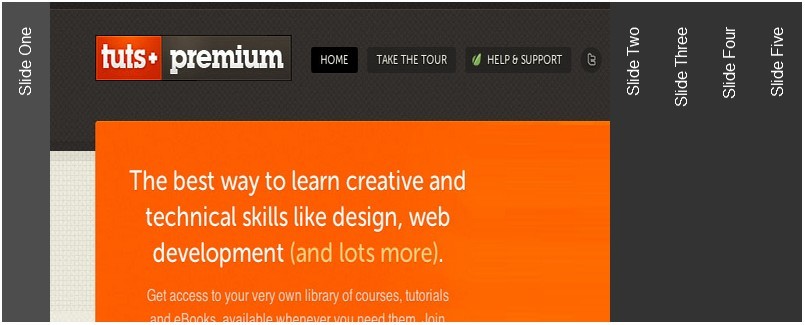 Slide One
tuts+ premium
HOME
TAKE THE TOUR
HELP & SUPPORT
The best way to learn creative and
technical skills like design, web
development (and lots more).
Get access to your very own library of courses, tutorials
and eBooks, available whenever you need them. Join
Slide Two
Slide Three
Slide Four
Slide Five